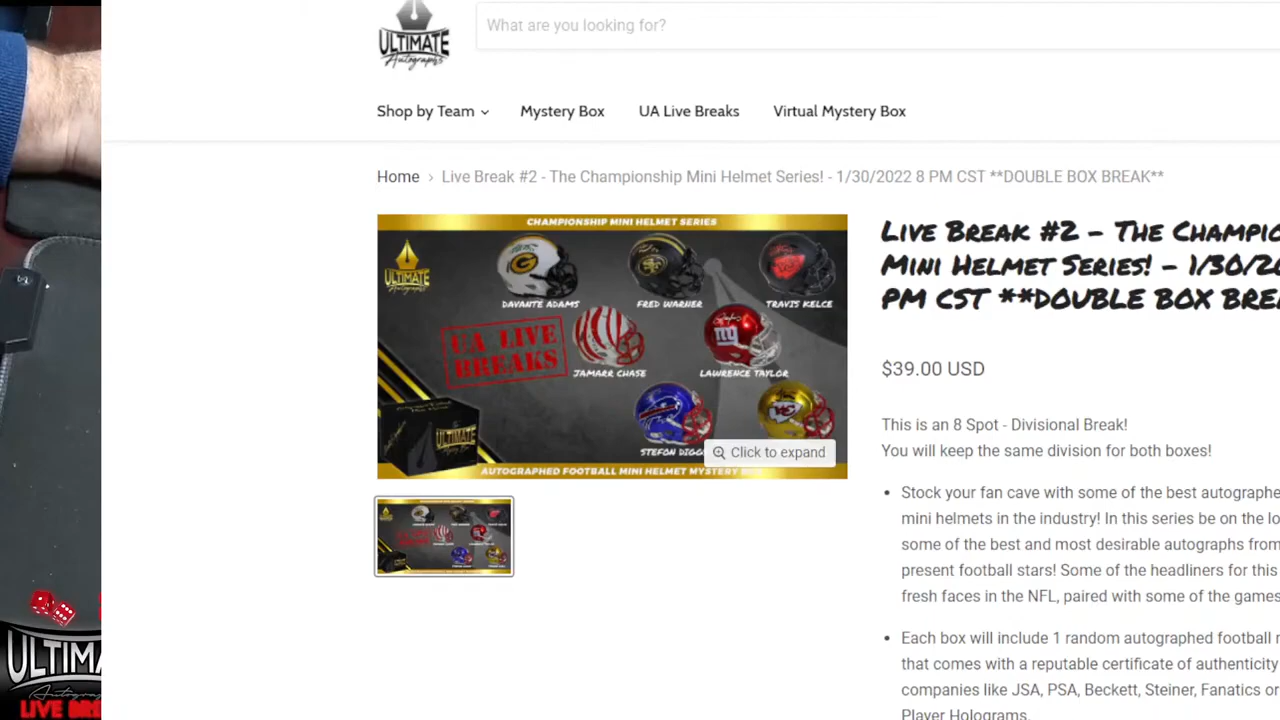 ULTIMATE
Autographs
What are you looking for?
Shop by Team
Mystery Box
UA Live Breaks
Virtual Mystery Box
Home › Live Break #2 - The Championship Mini Helmet Series! - 1/30/2022 8 PM CST **DOUBLE BOX BREAK**
CHAMPIONSHIP MINI HELMET SERIES
ULTIMATE
DAVANTE ADAMS
FRED WARNER
TRAVIS KELCE
UA LIVE
BREAKS
JAMARR CHASE
LAWRENCE TAYLOR
ULTIMATE
STEFON DIGG
Click to expand
AUTOGRAPHED FOOTBALL MINI HELMET MYSTERY
Live Break #2 - The Champio
Mini Helmet Series! - 1/30/20
PM CST **DOUBLE BOX BREA
$39.00 USD
This is an 8 Spot - Divisional Break!
You will keep the same division for both boxes!
• Stock your fan cave with some of the best autographe
mini helmets in the industry! In this series be on the lo
some of the best and most desirable autographs from
present football stars! Some of the headliners for this
fresh faces in the NFL, paired with some of the games
• Each box will include 1 random autographed football
that comes with a reputable certificate of authenticity
companies like JSA, PSA, Beckett, Steiner, Fanatics or
Player Holograms.
ULTIM
Autogra
LIVE BRE